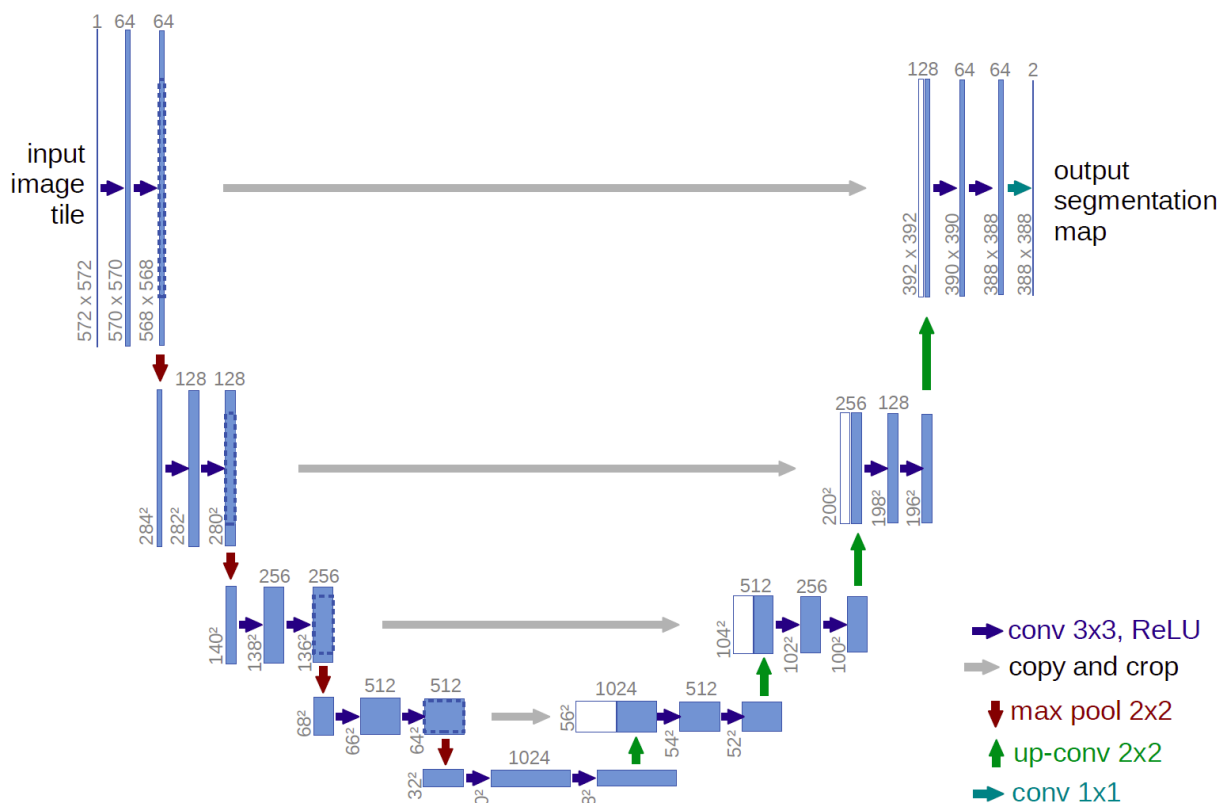 1 64 64
128 64 64 2
input
image
tile
output
segmentation
map
572 x 572
570 x 570
568 x 568
392 x 392
390 x 390
388 x 388
388 x 388
128 128
256 128
284²
282²
280²
200²
198²
196²
256 256
512 256
140²
138²
136²
104²
102²
100²
512 512
1024 512
68²
66²
64²
56²
54²
52²
1024
32²
0²
8²
conv 3x3, ReLU
copy and crop
max pool 2x2
up-conv 2x2
conv 1x1